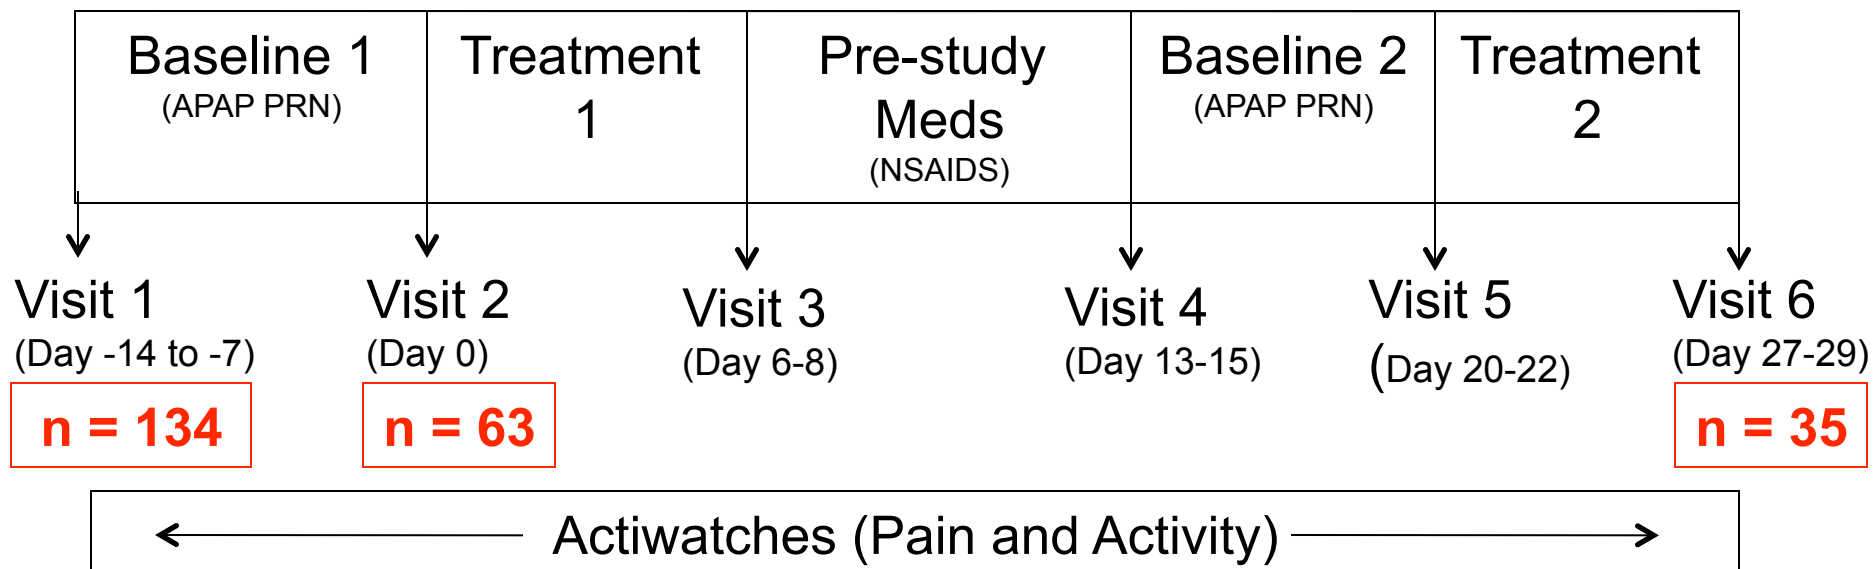 Baseline 1
(APAP PRN)
Treatment
1
Pre-study
Meds
(NSAIDS)
Baseline 2
(APAP PRN)
Treatment
2
Visit 1
(Day -14 to -7)
n = 134
Visit 2
(Day 0)
n = 63
Visit 3
(Day 6-8)
Visit 4
(Day 13-15)
Visit 5
(Day 20-22)
Visit 6
(Day 27-29)
n = 35
Actiwatches (Pain and Activity)